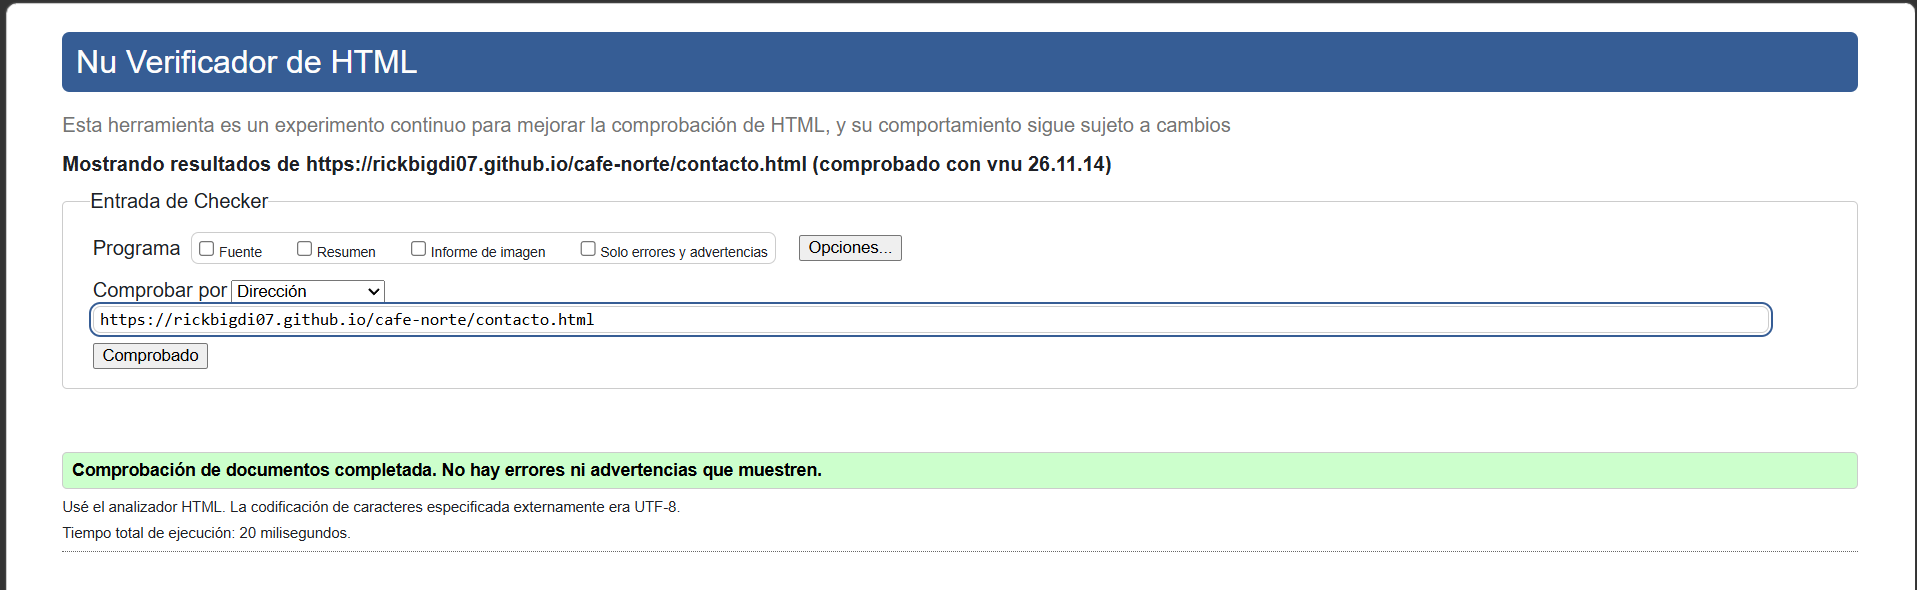 Nu Verificador de HTML
Esta herramienta es un experimento continuo para mejorar la comprobación de HTML, y su comportamiento sigue sujeto a cambios
Mostrando resultados de https://rickbigdi07.github.io/cafe-norte/contacto.html (comprobado con vnu 26.11.14)
Entrada de Checker
Programa Fuente Resumen Informe de imagen Solo errores y advertencias Opciones...
Comprobar por Dirección
https://rickbigdi07.github.io/cafe-norte/contacto.html
Comprobado
Comprobación de documentos completada. No hay errores ni advertencias que muestren.
Usé el analizador HTML. La codificación de caracteres especificada externamente era UTF-8.
Tiempo total de ejecución: 20 milisegundos.